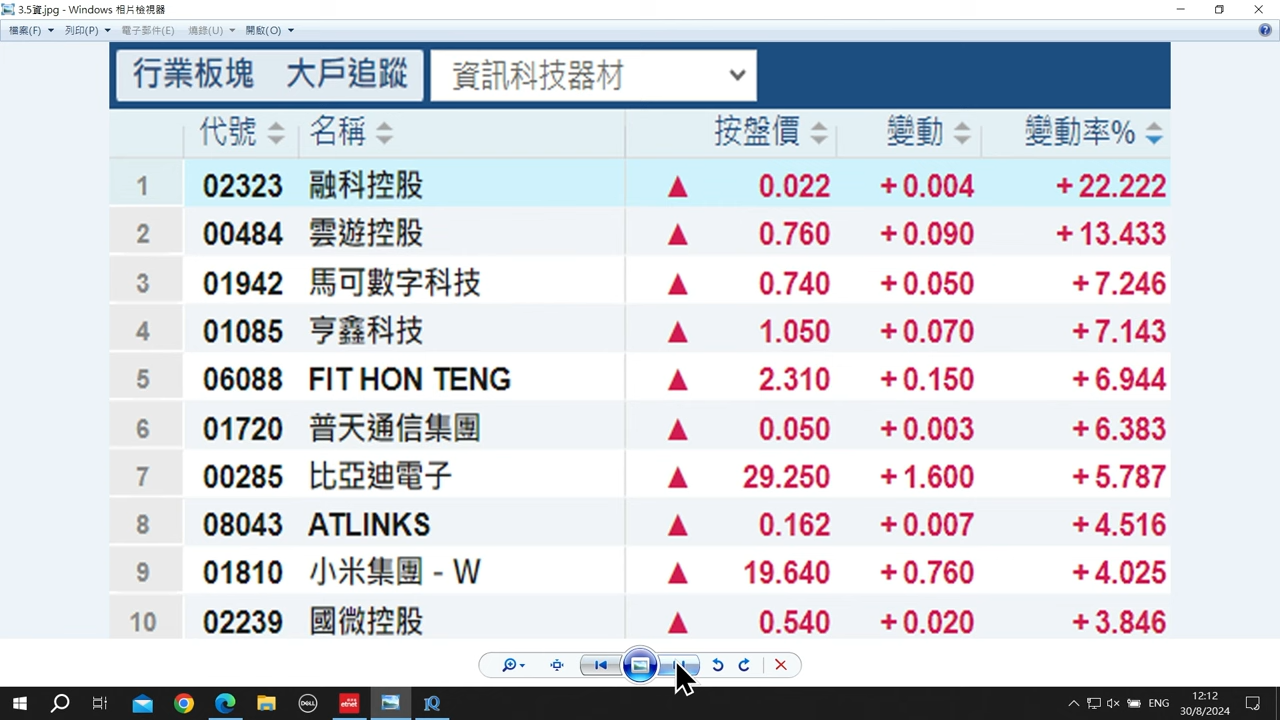 3.5資.jpg - Windows 相片檢視器
檔案(F) 列印(P) 電子郵件(E) 燒錄(U) 開啟(O)
行業板塊 大戶追蹤 資訊科技器材
代號 名稱 按盤價 變動 變動率%
1 02323 融科控股 ▲ 0.022 +0.004 +22.222
2 00484 雲遊控股 ▲ 0.760 +0.090 +13.433
3 01942 馬可數字科技 ▲ 0.740 +0.050 +7.246
4 01085 亨鑫科技 ▲ 1.050 +0.070 +7.143
5 06088 FIT HON TENG ▲ 2.310 +0.150 +6.944
6 01720 普天通信集團 ▲ 0.050 +0.003 +6.383
7 00285 比亞迪電子 ▲ 29.250 +1.600 +5.787
8 08043 ATLINKS ▲ 0.162 +0.007 +4.516
9 01810 小米集團 - W ▲ 19.640 +0.760 +4.025
10 02239 國微控股 ▲ 0.540 +0.020 +3.846
DELL etnet IQ ENG 12:12
30/8/2024